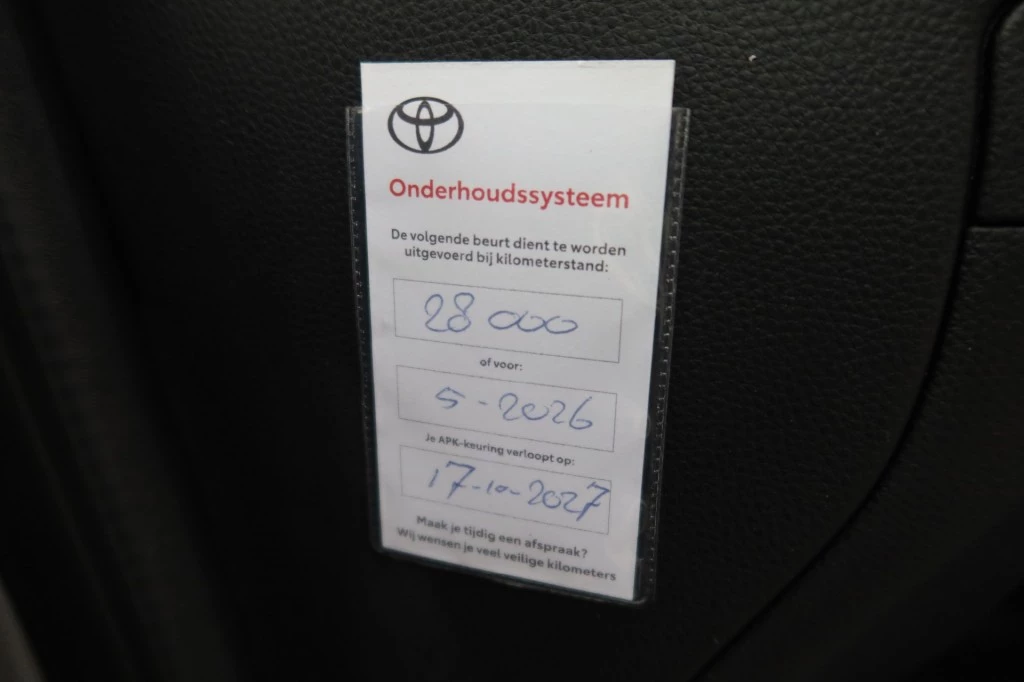 Onderhoudssysteem
De volgende beurt dient te worden
uitgevoerd bij kilometerstand:
28 000
of voor:
5-2026
Je APK-keuring verloopt op:
17-10-2027
Maak je tijdig een afspraak?
Wij wensen je veel veilige kilometers